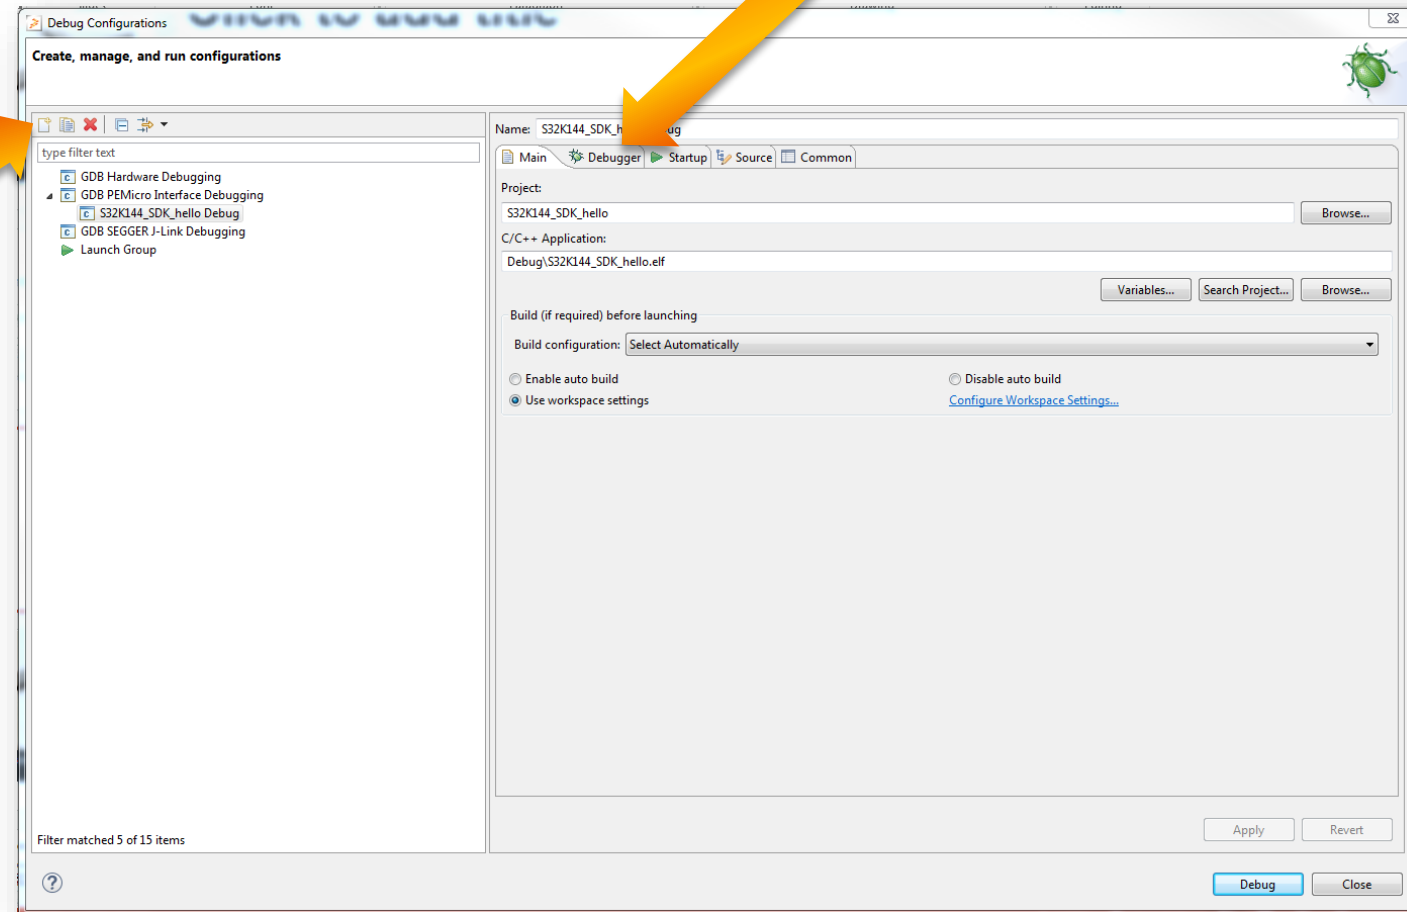 Debug Configurations
Create, manage, and run configurations
type filter text
GDB Hardware Debugging
GDB PEMicro Interface Debugging
S32K144_SDK_hello Debug
GDB SEGGER J-Link Debugging
Launch Group
Filter matched 5 of 15 items
Name: S32K144_SDK_h ug
Main Debugger Startup Source Common
Project:
S32K144_SDK_hello
Browse...
C/C++ Application:
Debug\S32K144_SDK_hello.elf
Variables... Search Project... Browse...
Build (if required) before launching
Build configuration: Select Automatically
Enable auto build Disable auto build
Use workspace settings Configure Workspace Settings...
Apply Revert
Debug Close